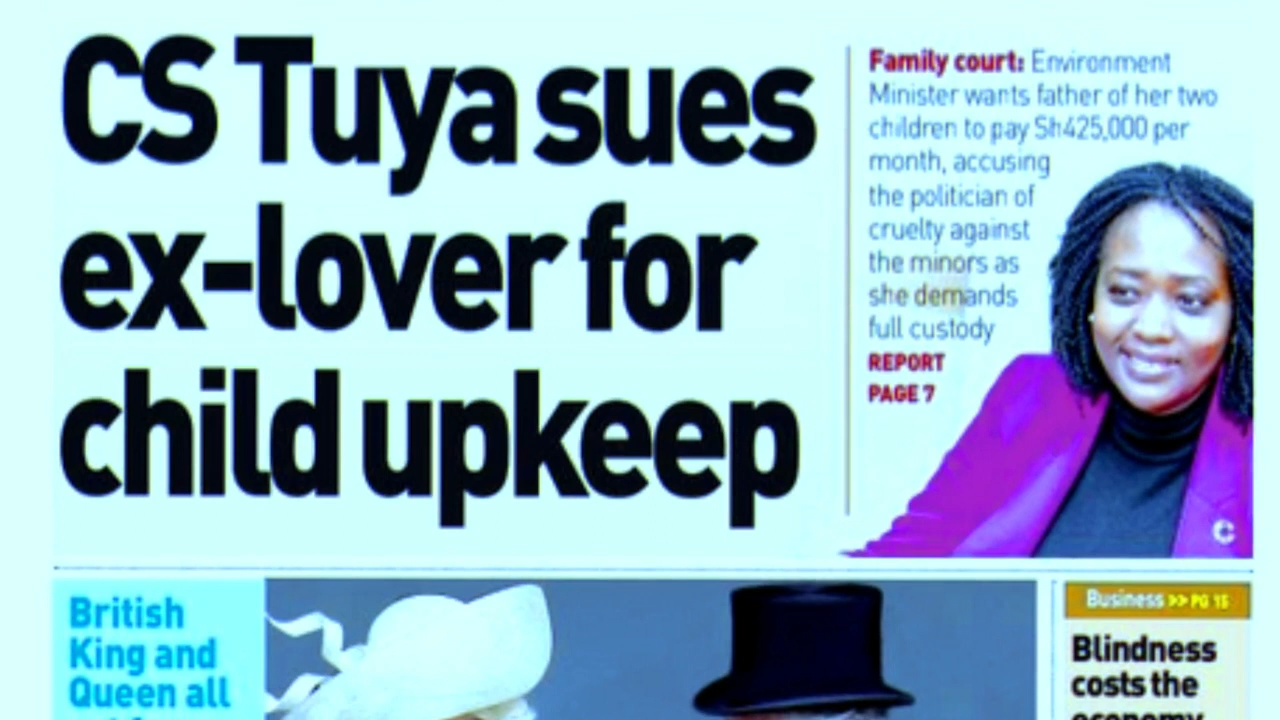 CS Tuya sues
ex-lover for
child upkeep
Family court: Environment
Minister wants father of her two
children to pay Sh425,000 per
month, accusing
the politician of
cruelty against
the minors as
she demands
full custody
REPORT
PAGE 7
British
King and
Queen all
Business >> PG 15
Blindness
costs the
economy